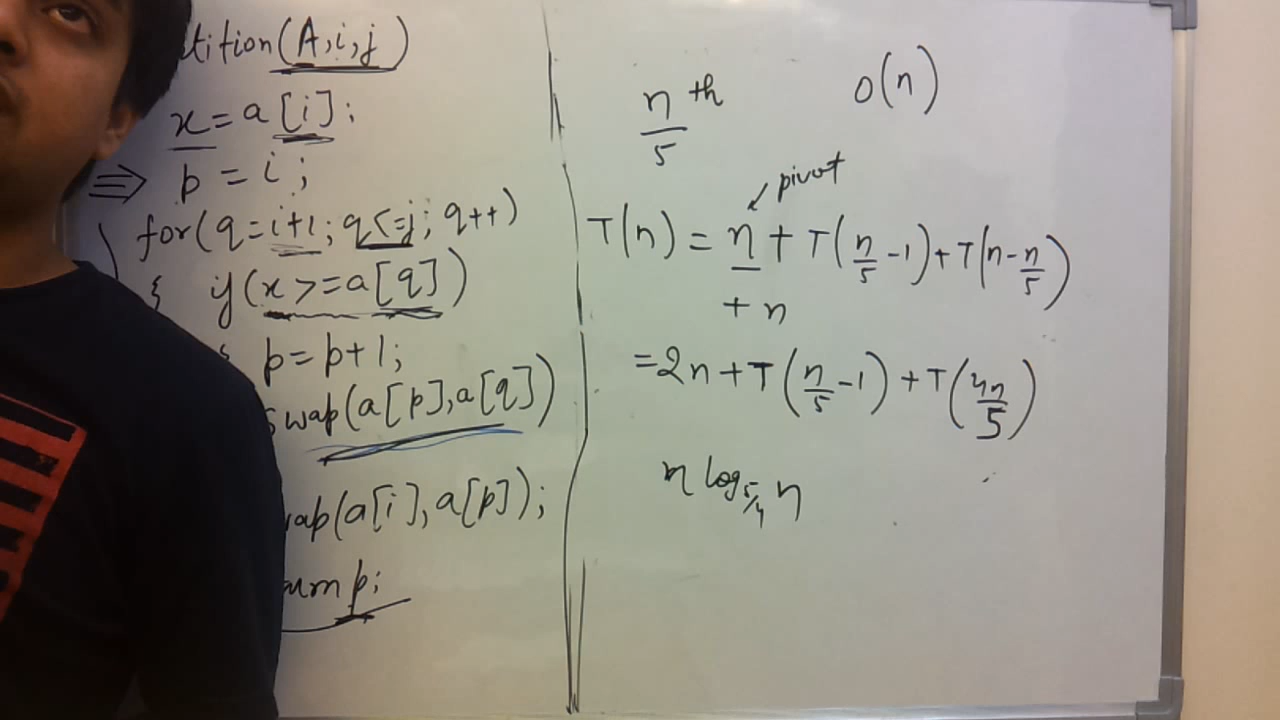 tition(A,i,j)
x=a[i];
⇒ p=i;
for(q=i+1; q<=j; q++)
{ if(x>=a[q])
{ p=p+1;
swap(a[p],a[q])
wap(a[i],a[p]);
urn p;
n/5 th O(n)
pivot
T(n) = n + T(n/5 -1) + T(n-n/5)
+ n
=2n+T(n/5 -1) + T(4n/5)
n log5/4 n